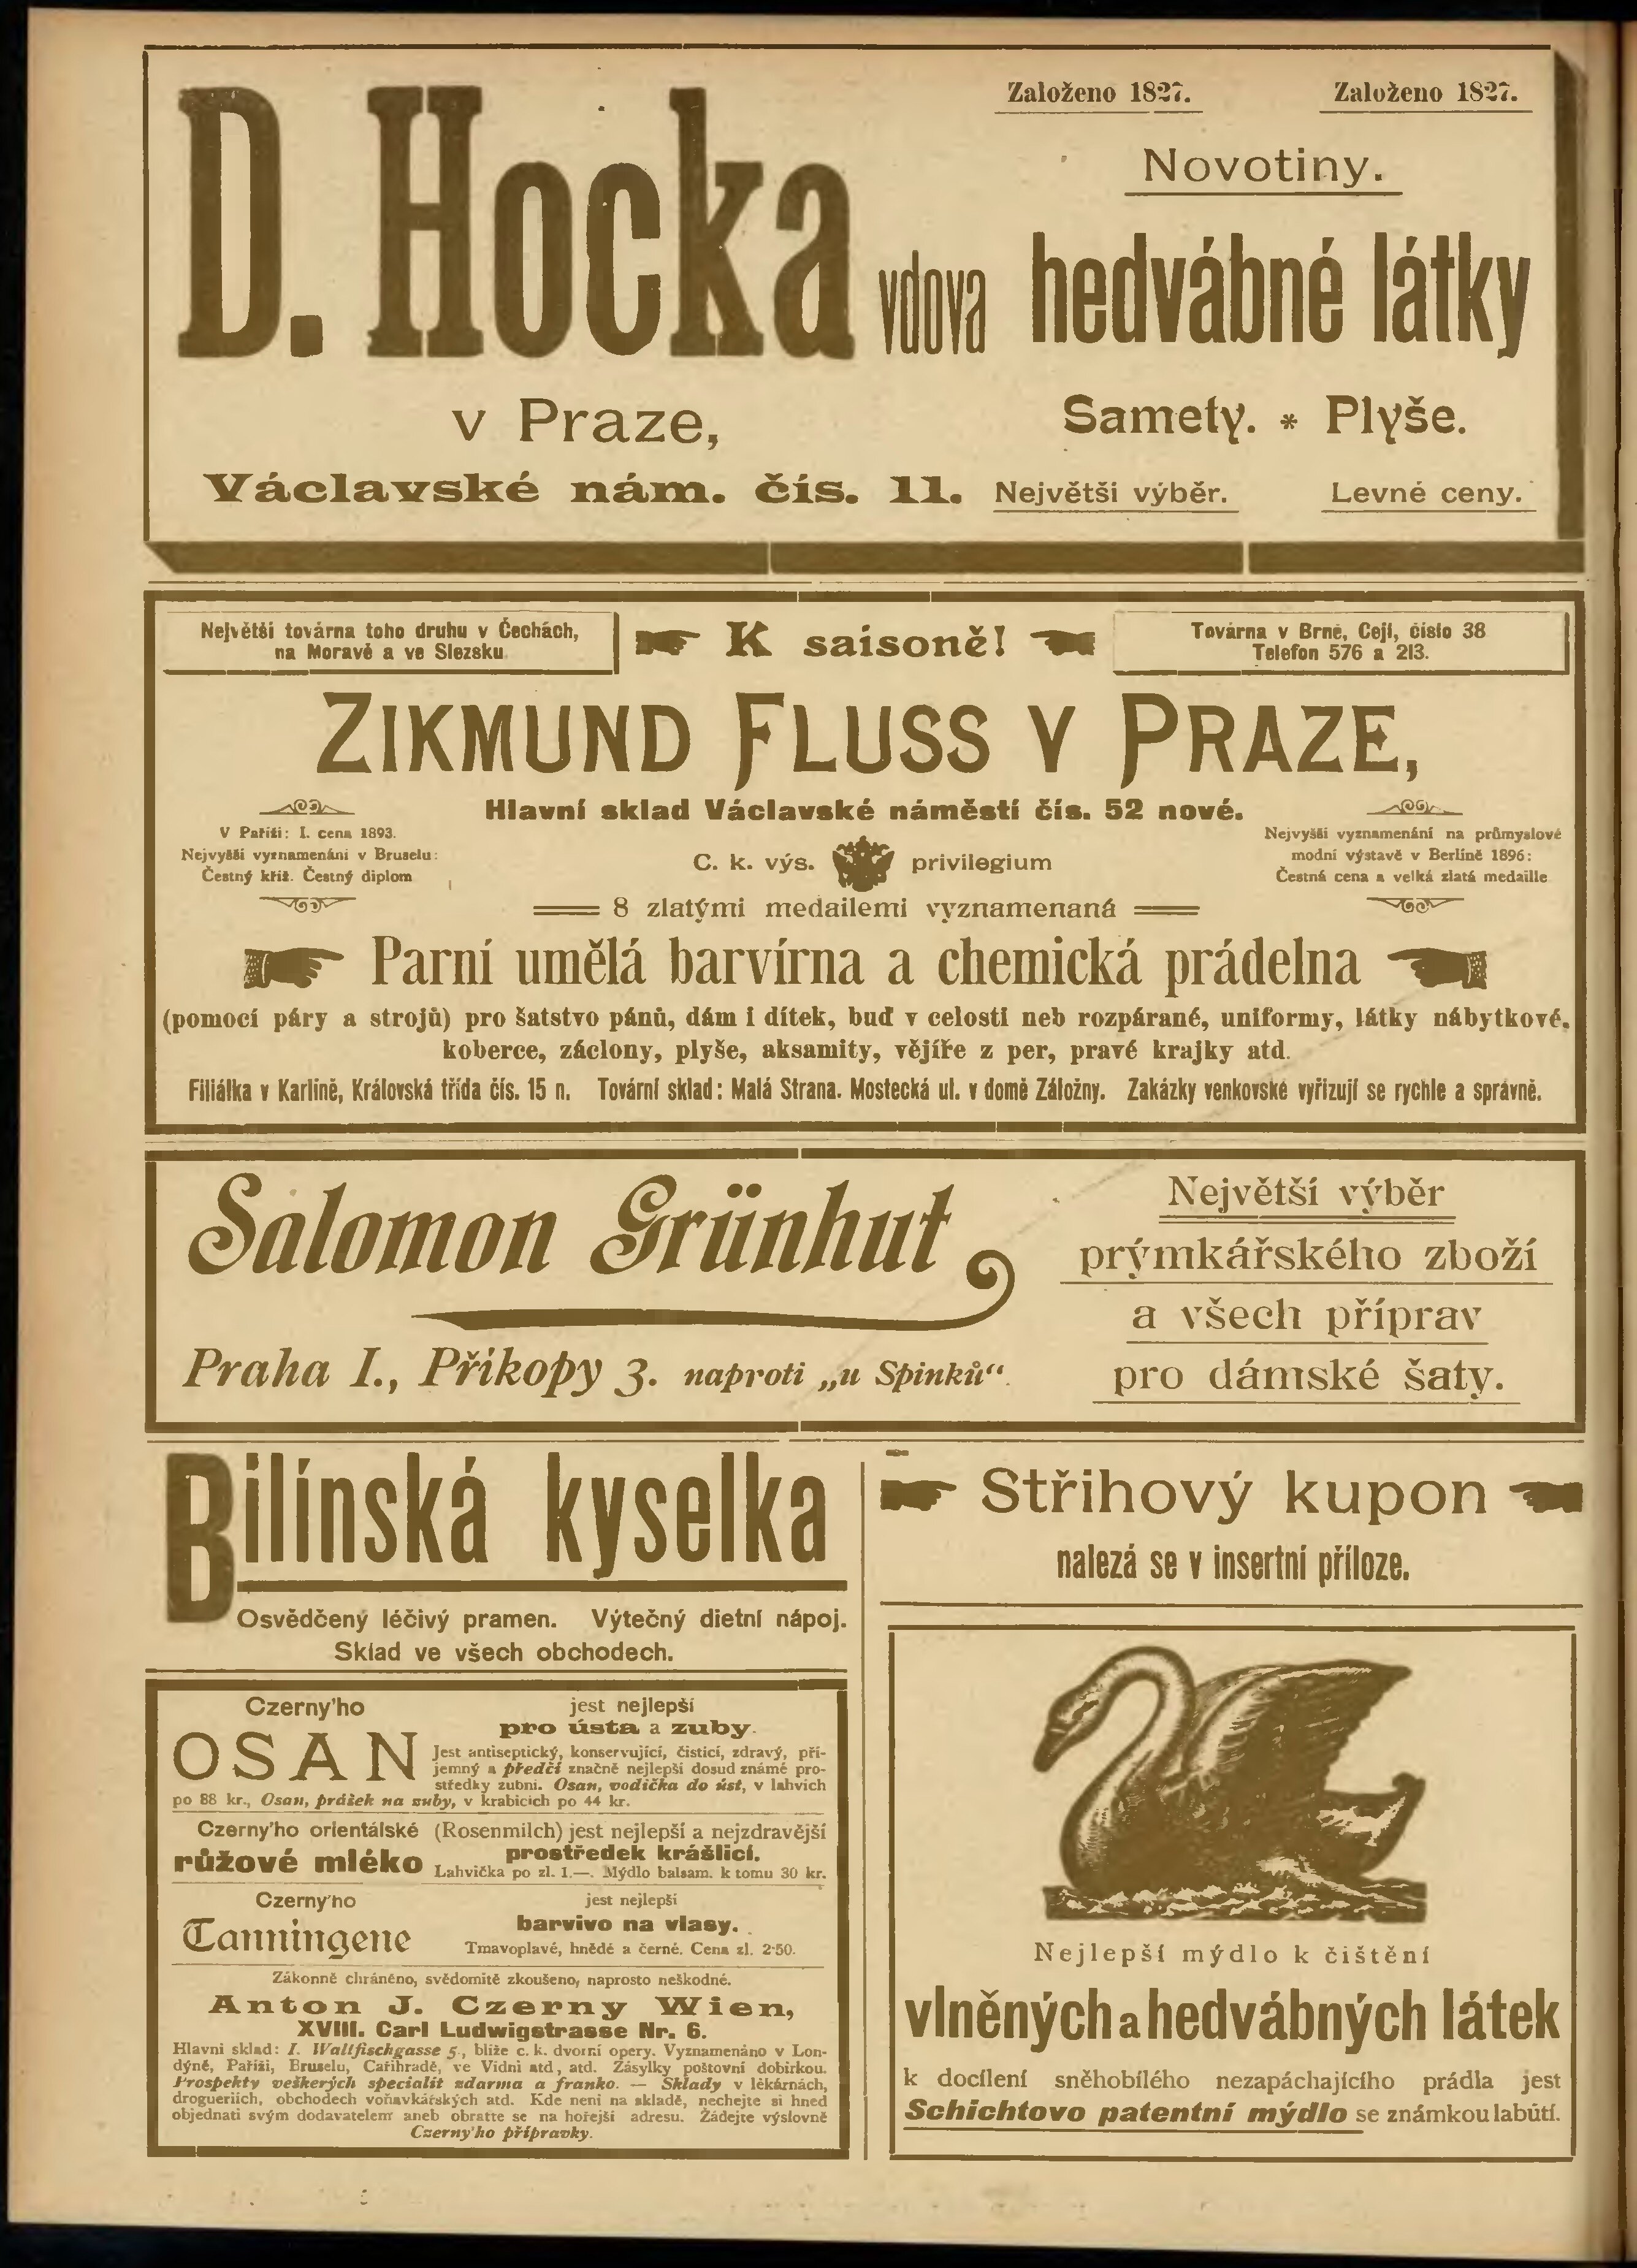 Založeno 1827. Založeno 1827.
D. Hocka vdova
v Praze,
Václavské nám. čís. 11.
Novotiny.
hedvábné látky
Samety. * Plyše.
Největši výběr. Levné ceny.
Největši továrna toho druhu v Čechách,
na Moravě a ve Slezsku
K saisoně!
Továrna v Brně, Cejl, číslo 38
Telefon 576 a 213.
ZIKMUND FLUSS V PRAZE,
Hlavní sklad Václavské náměstí čís. 52 nové.
V Paříži: I. cena 1893.
Nejvyšší vyznamenání v Bruselu:
Čestný kříž. Čestný diplom
C. k. výs. privilegium
Nejvyšší vyznamenání na průmyslové
modní výstavě v Berlíně 1896:
Čestná cena a velká zlatá medaille
8 zlatými medailemi vyznamenaná
Parní umělá barvírna a chemická prádelna
(pomocí páry a strojů) pro šatstvo pánů, dám i dítek, buď v celosti neb rozpárané, uniformy, látky nábytkové,
koberce, záclony, plyše, aksamity, vějíře z per, pravé krajky atd.
Filiálka v Karlíně, Královská třída čís. 15 n. Tovární sklad: Malá Strana. Mostecká ul. v domě Záložny. Zakázky venkovské vyřizují se rychle a správně.
Salomon Grünhut,
Praha I., Příkopy 3. naproti „u Spinků“.
Největší výběr
prýmkářského zboží
a všech příprav
pro dámské šaty.
Bilínská kyselka
Osvědčený léčivý pramen. Výtečný dietní nápoj.
Sklad ve všech obchodech.
Czerny'ho
OSAN
jest nejlepší
pro ústa a zuby.
Jest antiseptický, konservující, čistící, zdravý, pří-
jemný a předčí značně nejlepší dosud známé pro-
středky zubni. Osan, vodička do úst, v lahvich
po 88 kr., Osan, prášek na zuby, v krabicích po 44 kr.
Czerny'ho orientálské (Rosenmilch) jest nejlepší a nejzdravější
růžové mléko prostředek krášlicí.
Lahvička po zl. 1.—. Mýdlo balsam. k tomu 30 kr.
Czerny'ho
Tanningene
jest nejlepší
barvivo na vlasy.
Tmavoplavé, hnědé a černé. Cena zl. 2·50.
Zákonně chráněno, svědomitě zkoušeno, naprosto neškodné.
Anton J. Czerny Wien,
XVIII. Carl Ludwigstrasse Nr. 6.
Hlavni sklad: I. Wallfischgasse 5., blíže c. k. dvorní opery. Vyznamenáno v Lon-
dýně, Paříži, Bruselu, Cařihradě, ve Vidni atd, atd. Zásylky poštovní dobirkou.
Prospekty veškerých specialit zdarma a franko. — Sklady v lékárnách,
drogueriich, obchodech voňavkářských atd. Kde není na skladě, nechejte si hned
objednati svým dodavatelem aneb obraťte se na hořejší adresu. Žádejte výslovně
Czerny'ho přípravky.
Střihový kupon
nalezá se v insertní příloze.
Nejlepší mýdlo k čištění
vlněných a hedvábných látek
k docílení sněhobílého nezapáchajícího prádla jest
Schichtovo patentní mýdlo se známkou labutí.